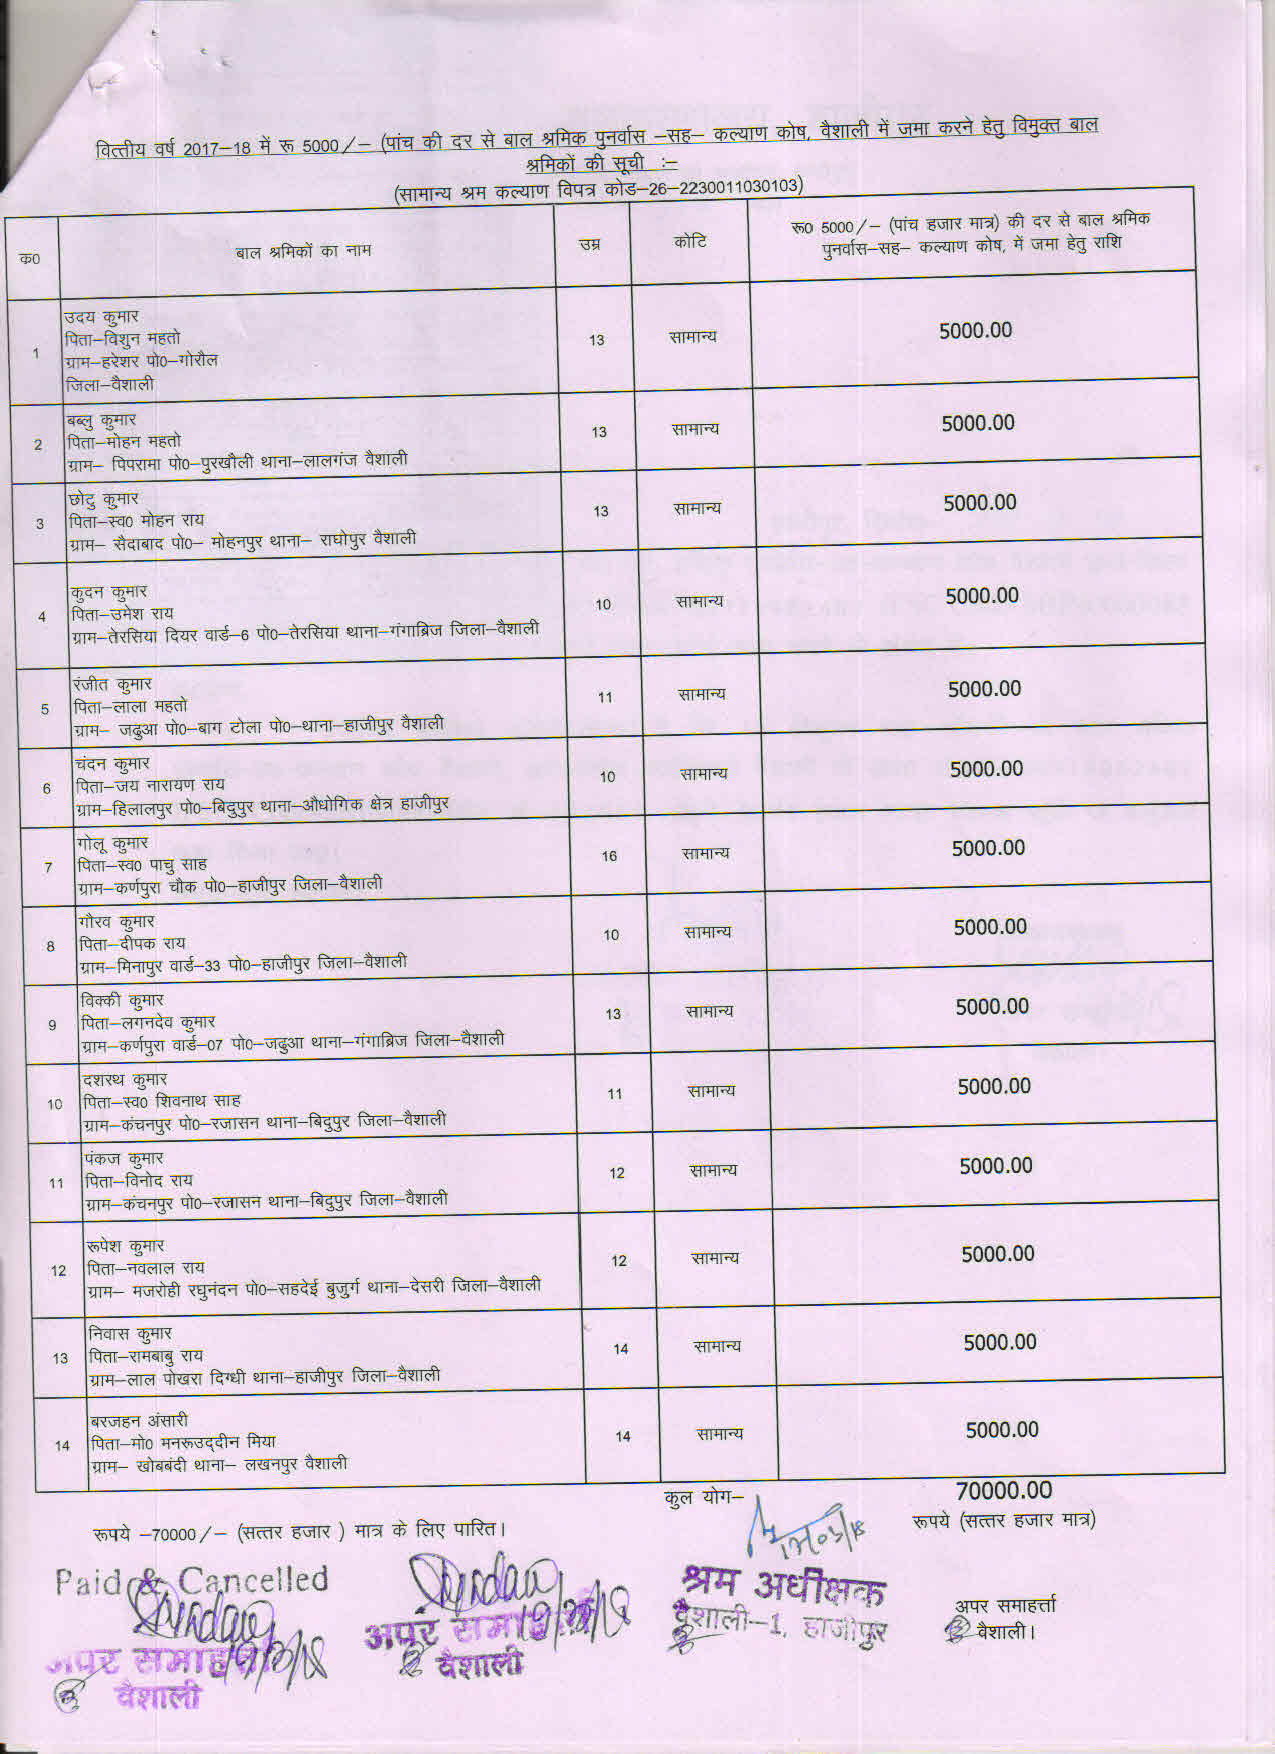 वित्तीय वर्ष 2017–18 में रू 5000/– (पांच की दर से बाल श्रमिक पुनर्वास –सह– कल्याण कोष, वैशाली में जमा करने हेतु विमुक्त बाल
श्रमिकों की सूची :–
(सामान्य श्रम कल्याण विपत्र कोड–26–2230011030103)
क0 बाल श्रमिकों का नाम उम्र कोटि रू0 5000/– (पांच हजार मात्र) की दर से बाल श्रमिक
पुनर्वास–सह– कल्याण कोष, में जमा हेतु राशि
1 उदय कुमार
पिता–विशुन महतो
ग्राम–हरेशर पो0–गोरौल
जिला–वैशाली
13 सामान्य 5000.00
2 बब्लु कुमार
पिता–मोहन महतो
ग्राम– पिपरामा पो0–पुरखौली थाना–लालगंज वैशाली
13 सामान्य 5000.00
3 छोटु कुमार
पिता–स्व0 मोहन राय
ग्राम– सैदाबाद पो0– मोहनपुर थाना– राघोपुर वैशाली
13 सामान्य 5000.00
4 कुदन कुमार
पिता–उमेश राय
ग्राम–तेरसिया दियर वार्ड–6 पो0–तेरसिया थाना–गंगाब्रिज जिला–वैशाली
10 सामान्य 5000.00
5 रंजीत कुमार
पिता–लाला महतो
ग्राम– जढुआ पो0–बाग टोला पो0–थाना–हाजीपुर वैशाली
11 सामान्य 5000.00
6 चंदन कुमार
पिता–जय नारायण राय
ग्राम–हिलालपुर पो0–बिदुपुर थाना–औधोगिक क्षेत्र हाजीपुर
10 सामान्य 5000.00
7 गोलू कुमार
पिता–स्व0 पाचु साह
ग्राम–कर्णपुरा चौक पो0–हाजीपुर जिला–वैशाली
16 सामान्य 5000.00
8 गौरव कुमार
पिता–दीपक राय
ग्राम–मिनापुर वार्ड–33 पो0–हाजीपुर जिला–वैशाली
10 सामान्य 5000.00
9 विक्की कुमार
पिता–लगनदेव कुमार
ग्राम–कर्णपुरा वार्ड–07 पो0–जढुआ थाना–गंगाब्रिज जिला–वैशाली
13 सामान्य 5000.00
10 दशरथ कुमार
पिता–स्व0 शिवनाथ साह
ग्राम–कंचनपुर पो0–रजासन थाना–बिदुपुर जिला–वैशाली
11 सामान्य 5000.00
11 पंकज कुमार
पिता–विनोद राय
ग्राम–कंचनपुर पो0–रजासन थाना–बिदुपुर जिला–वैशाली
12 सामान्य 5000.00
12 रूपेश कुमार
पिता–नवलाल राय
ग्राम– मजरोही रघुनंदन पो0–सहदेई बुजुर्ग थाना–देसरी जिला–वैशाली
12 सामान्य 5000.00
13 निवास कुमार
पिता–रामबाबु राय
ग्राम–लाल पोखरा दिग्धी थाना–हाजीपुर जिला–वैशाली
14 सामान्य 5000.00
14 बरजहन अंसारी
पिता–मो0 मनरूउद्दीन मिया
ग्राम– खोबबंदी थाना– लखनपुर वैशाली
14 सामान्य 5000.00
कुल योग– 70000.00
रूपये –70000/– (सत्तर हजार ) मात्र के लिए पारित। रूपये (सत्तर हजार मात्र)
Paid & Cancelled
अपर समाहर्त्ता
वैशाली
अपर समाहर्त्ता
वैशाली
श्रम अधीक्षक
वैशाली–1, हाजीपुर
अपर समाहर्त्ता
वैशाली।